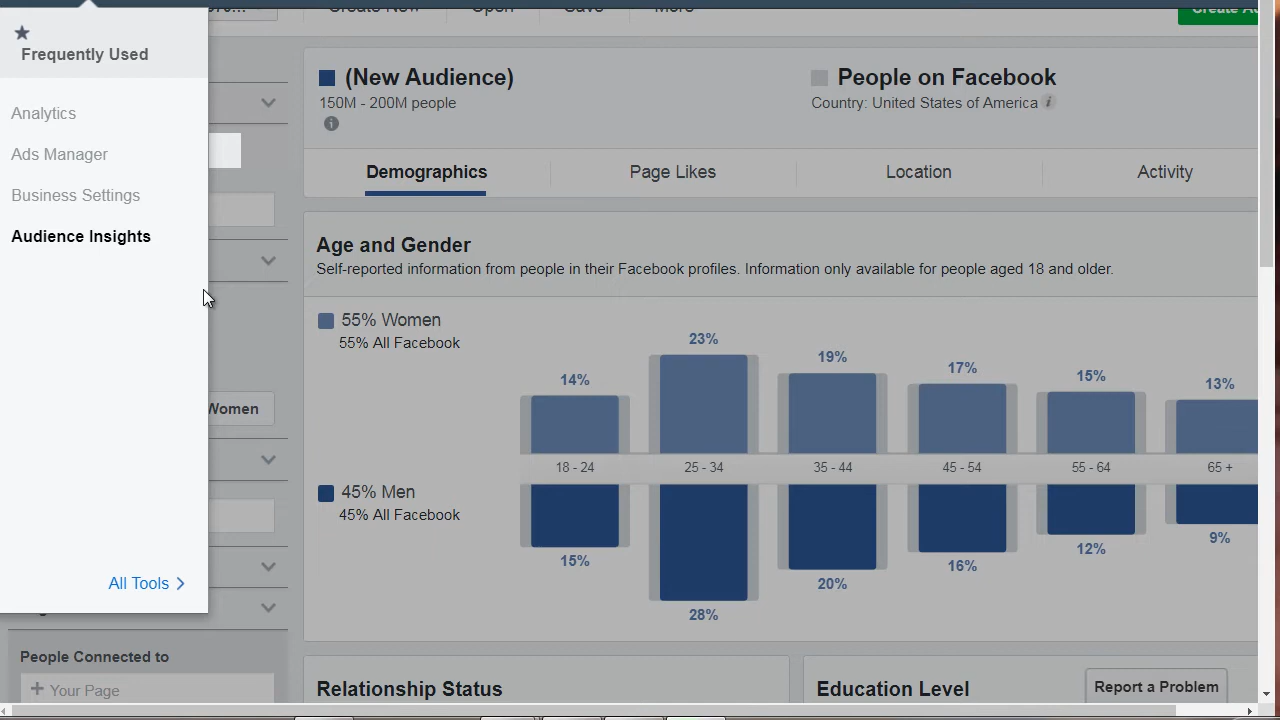 Create New
Open
Save
More
Frequently Used
Analytics
Ads Manager
Business Settings
Audience Insights
All Tools
Women
People Connected to
+ Your Page
(New Audience)
150M - 200M people
People on Facebook
Country: United States of America
Demographics
Page Likes
Location
Activity
Age and Gender
Self-reported information from people in their Facebook profiles. Information only available for people aged 18 and older.
55% Women
55% All Facebook
23%
19%
17%
15%
14%
13%
18 - 24
25 - 34
35 - 44
45 - 54
55 - 64
65 +
45% Men
45% All Facebook
15%
28%
20%
16%
12%
9%
Relationship Status
Education Level
Report a Problem